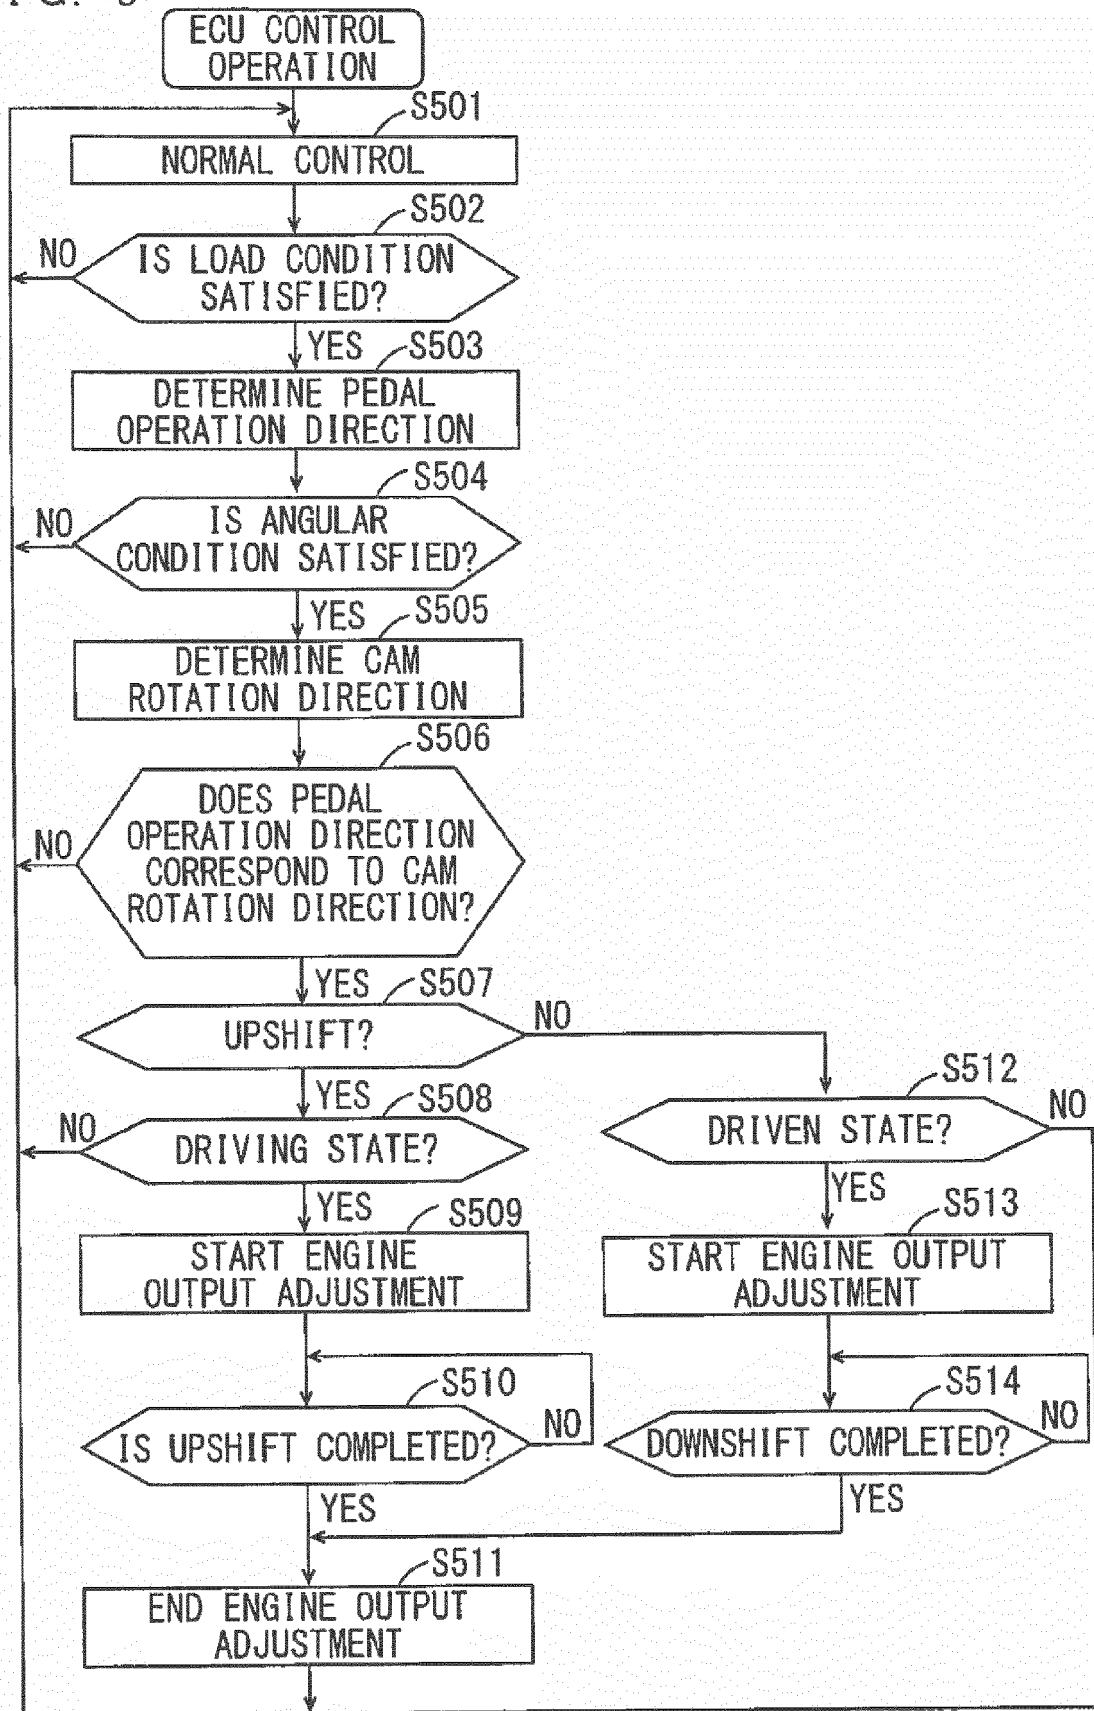 ECU CONTROL
OPERATION
S501
NORMAL CONTROL
S502
NO
IS LOAD CONDITION
SATISFIED?
YES
S503
DETERMINE PEDAL
OPERATION DIRECTION
S504
NO
IS ANGULAR
CONDITION SATISFIED?
YES
S505
DETERMINE CAM
ROTATION DIRECTION
S506
NO
DOES PEDAL
OPERATION DIRECTION
CORRESPOND TO CAM
ROTATION DIRECTION?
YES
S507
UPSHIFT?
NO
YES
S508
NO
DRIVING STATE?
S512
DRIVEN STATE?
NO
YES
S509
START ENGINE
OUTPUT ADJUSTMENT
YES
S513
START ENGINE OUTPUT
ADJUSTMENT
S510
IS UPSHIFT COMPLETED?
NO
S514
DOWNSHIFT COMPLETED?
NO
YES
YES
S511
END ENGINE OUTPUT
ADJUSTMENT